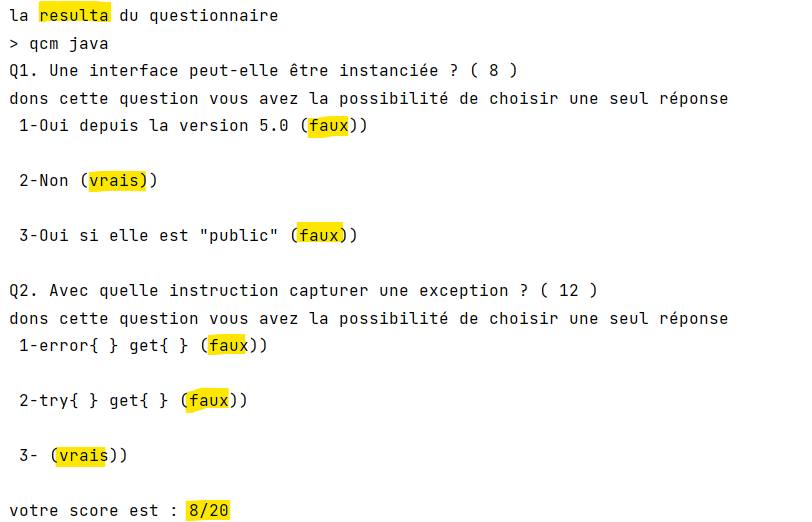 la resulta du questionnaire
> qcm java
Q1. Une interface peut-elle être instanciée ? ( 8 )
dons cette question vous avez la possibilité de choisir une seul réponse
1-Oui depuis la version 5.0 (faux))
2-Non (vrais))
3-Oui si elle est "public" (faux))
Q2. Avec quelle instruction capturer une exception ? ( 12 )
dons cette question vous avez la possibilité de choisir une seul réponse
1-error{ } get{ } (faux))
2-try{ } get{ } (faux))
3- (vrais))
votre score est : 8/20